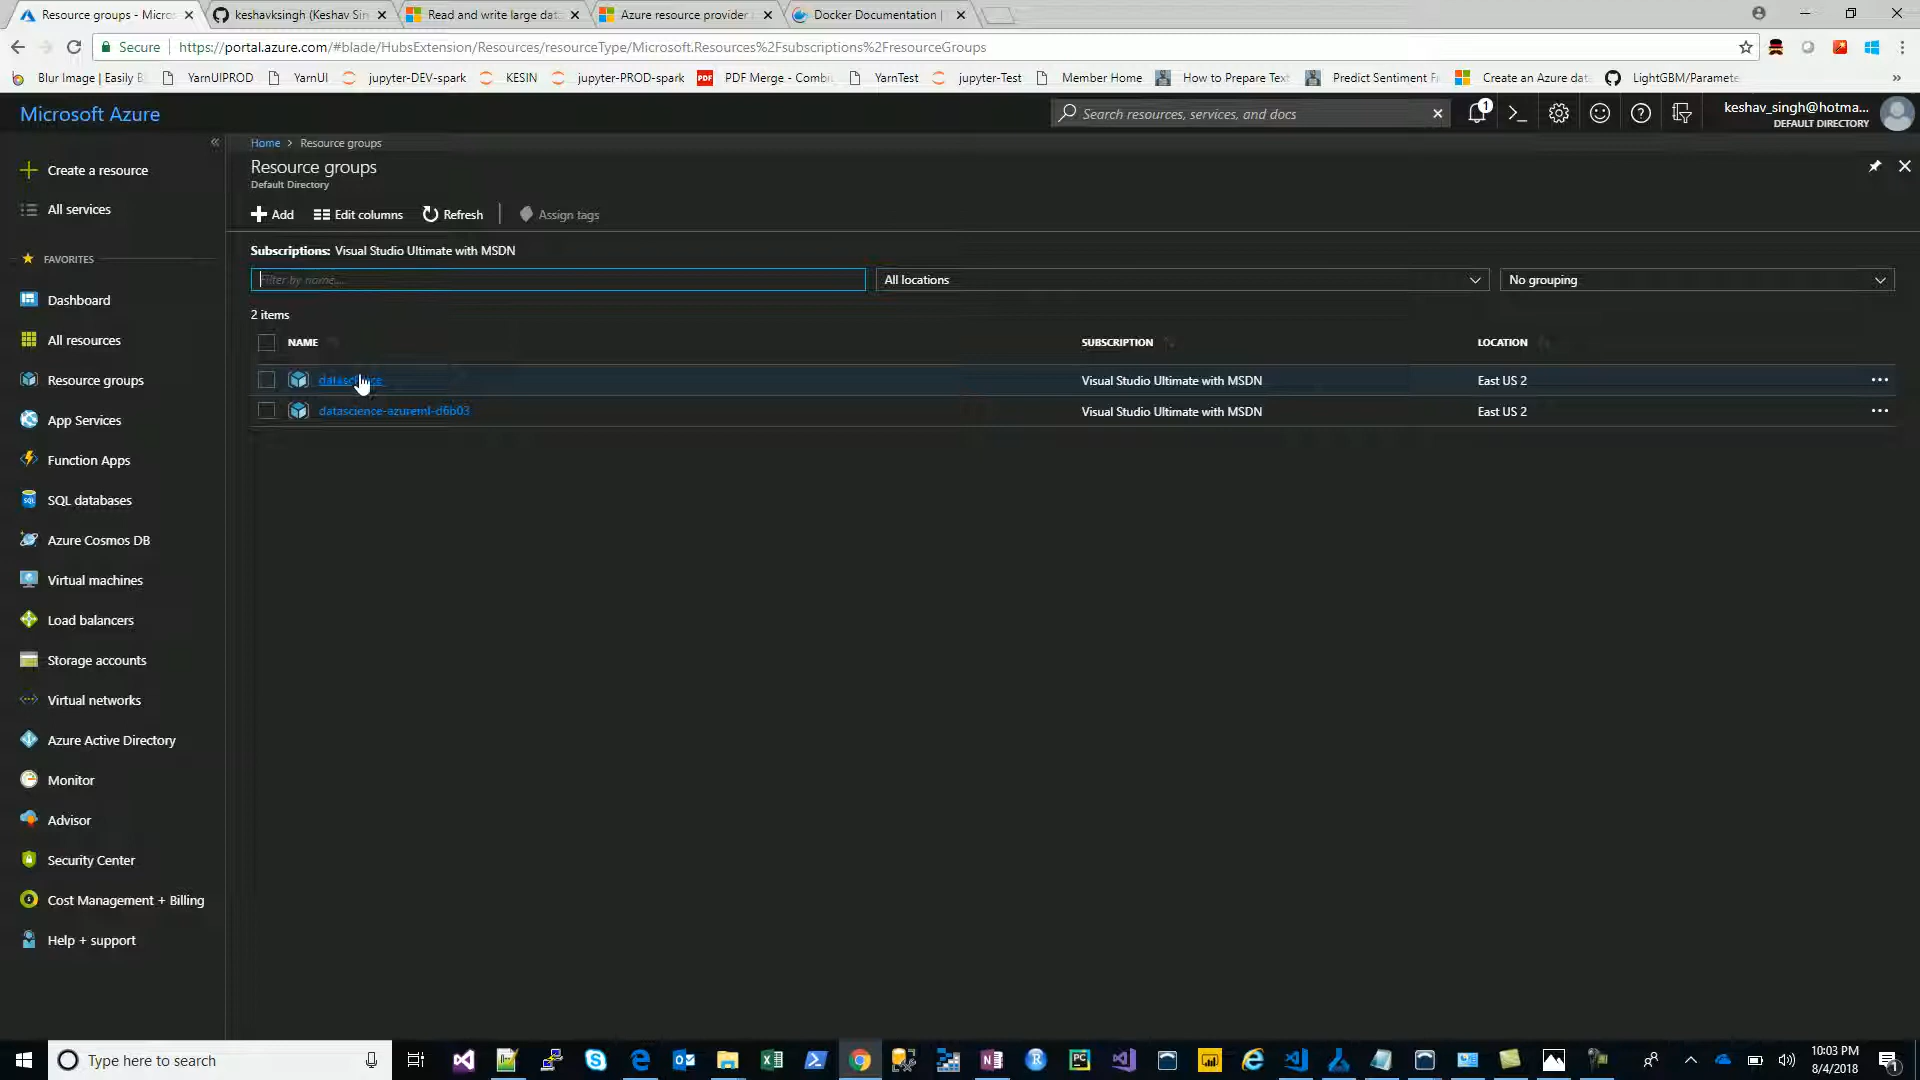 Resource groups - Micros
keshavksingh (Keshav Sin
Read and write large dat
Azure resource provider
Docker Documentation |
Secure
https://portal.azure.com/#blade/HubsExtension/Resources/resourceType/Microsoft.Resources%2Fsubscriptions%2FresourceGroups
Blur Image | Easily B
YarnUIPROD
YarnUI
jupyter-DEV-spark
KESIN
jupyter-PROD-spark
PDF
PDF Merge - Combi
YarnTest
jupyter-Test
Member Home
How to Prepare Text
Predict Sentiment F
Create an Azure dat
LightGBM/Paramete
»
Microsoft Azure
Search resources, services, and docs
1
keshav_singh@hotma...
DEFAULT DIRECTORY
Create a resource
All services
FAVORITES
Dashboard
All resources
Resource groups
App Services
Function Apps
SQL databases
Azure Cosmos DB
Virtual machines
Load balancers
Storage accounts
Virtual networks
Azure Active Directory
Monitor
Advisor
Security Center
Cost Management + Billing
Help + support
Home > Resource groups
Resource groups
Default Directory
Add
Edit columns
Refresh
Assign tags
Subscriptions: Visual Studio Ultimate with MSDN
Filter by name...
All locations
No grouping
2 items
NAME
SUBSCRIPTION
LOCATION
Visual Studio Ultimate with MSDN
East US 2
datascience-azureml-d6b03
Visual Studio Ultimate with MSDN
East US 2
Type here to search
10:03 PM
8/4/2018
1